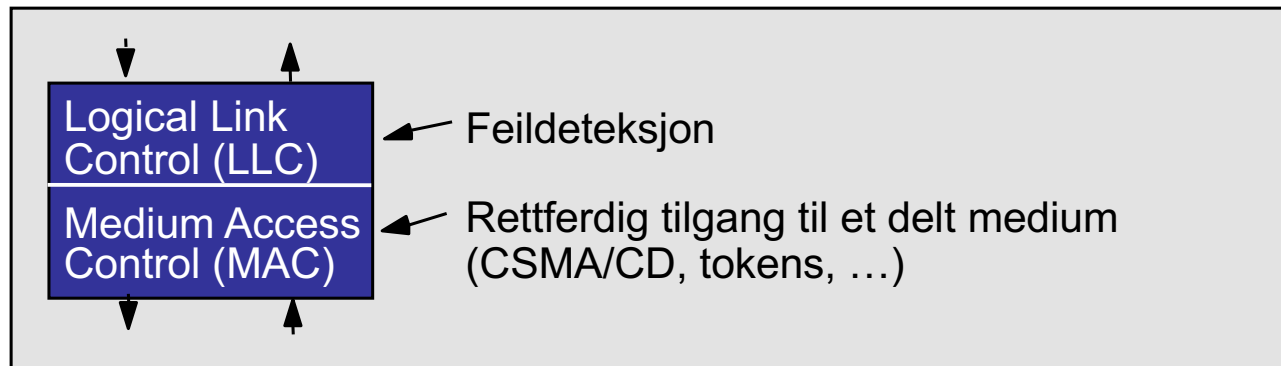 Logical Link
Control (LLC)
Feildeteksjon
Medium Access
Control (MAC)
Rettferdig tilgang til et delt medium
(CSMA/CD, tokens, …)